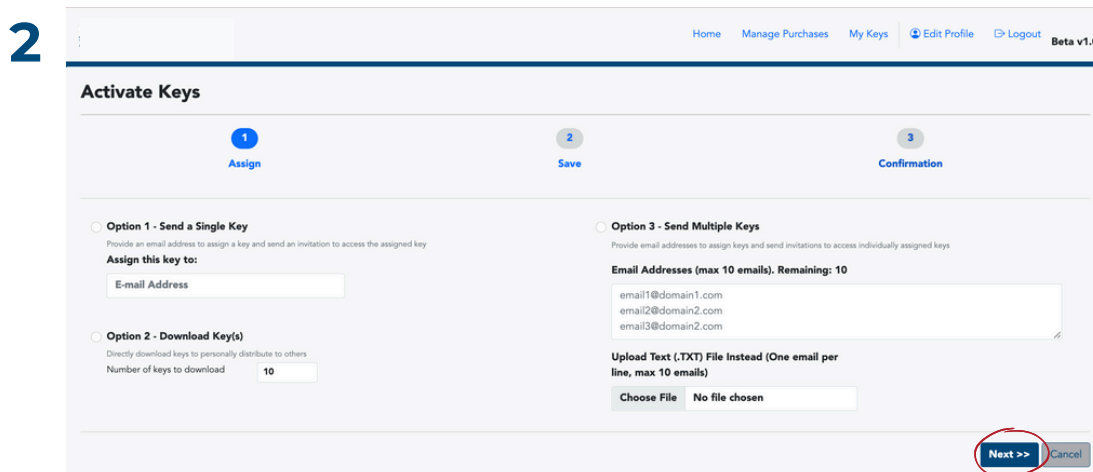 2
Home Manage Purchases My Keys Edit Profile Logout Beta v1.
Activate Keys
1 2 3
Assign Save Confirmation
Option 1 - Send a Single Key
Provide an email address to assign a key and send an invitation to access the assigned key
Assign this key to:
E-mail Address
Option 2 - Download Key(s)
Directly download keys to personally distribute to others
Number of keys to download 10
Option 3 - Send Multiple Keys
Provide email addresses to assign keys and send invitations to access individually assigned keys
Email Addresses (max 10 emails). Remaining: 10
email1@domain1.com
email2@domain2.com
email3@domain2.com
Upload Text (.TXT) File Instead (One email per
line, max 10 emails)
Choose File No file chosen
Next >> Cancel